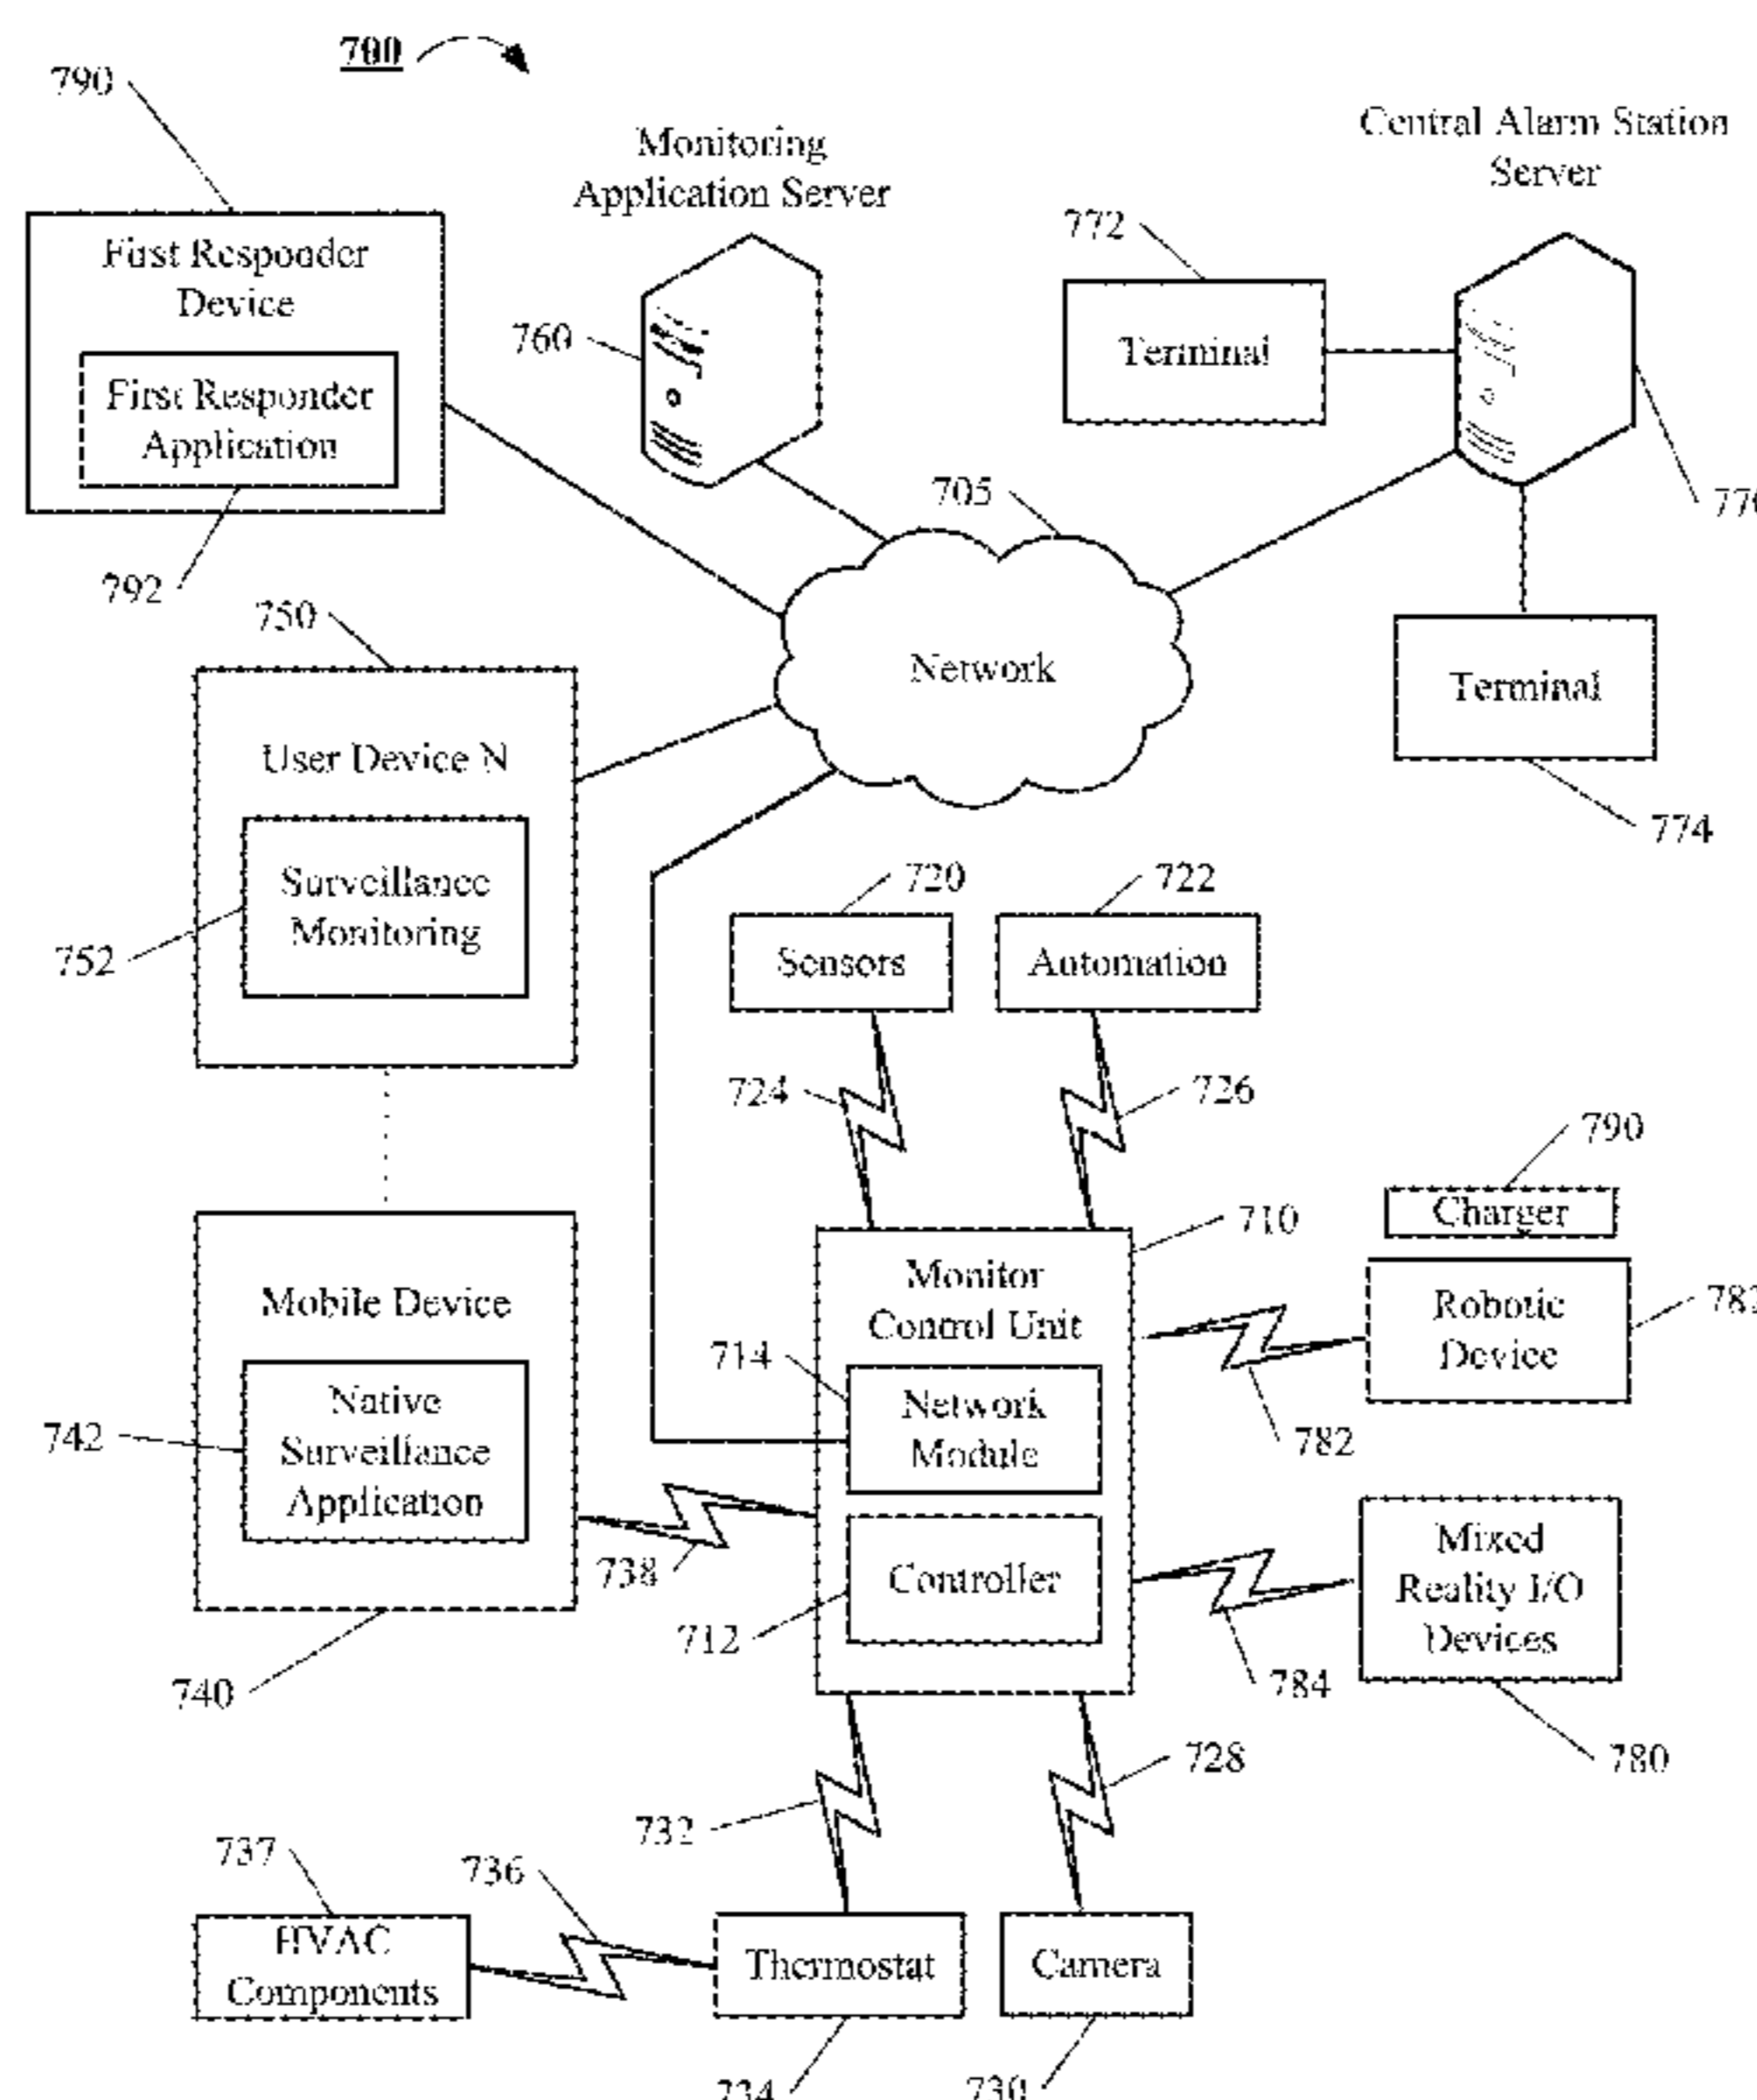 700
790
Monitoring
Application Server
Central Alarm Station
Server
772
First Responder
Device
760
Terminal
First Responder
Application
705
792
750
Network
Terminal
User Device N
774
Surveillance
Monitoring
752
720
722
Sensors
Automation
724
726
790
Charger
710
Mobile Device
Monitor
Control Unit
Robotic
Device
714
Network
Module
742
Native
Surveillance
Application
782
738
Controller
Mixed
Reality I/O
Devices
712
784
740
728
780
732
737
736
HVAC
Components
Thermostat
Camera
734
730